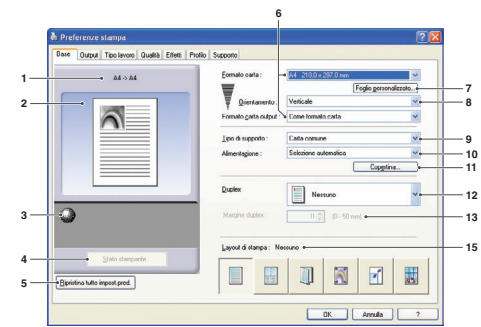 6
Preferenze stampa
Base Output Tipo lavoro Qualità Effetti Profilo Supporto
1
A4 -> A4
2
3
4
Stato stampante
5
Ripristina tutto impost.pred.
Formato carta :
A4 210,0 x 297,0 mm
Foglio personalizzato...
7
Orientamento :
Verticale
8
Formato carta output :
Come formato carta
Tipo di supporto :
Carta comune
9
Alimentazione :
Selezione automatica
10
Copertina...
11
Duplex
Nessuno
12
Margine duplex :
0 (0 - 50 mm)
13
Layout di stampa : Nessuno
15
OK Annulla ?